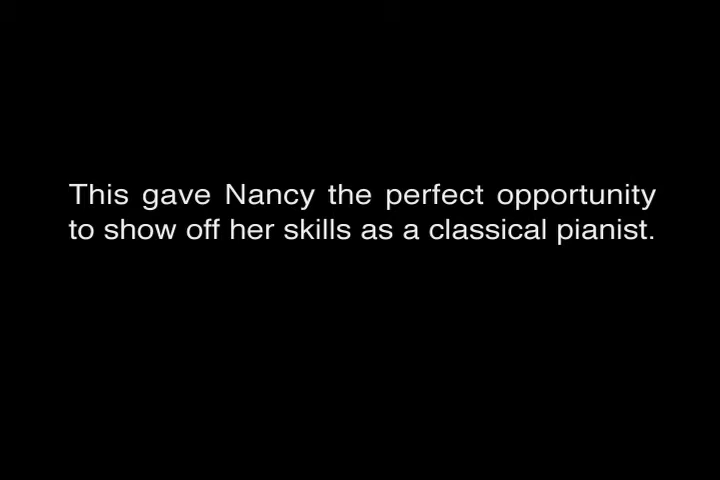 This gave Nancy the perfect opportunity
to show off her skills as a classical pianist.